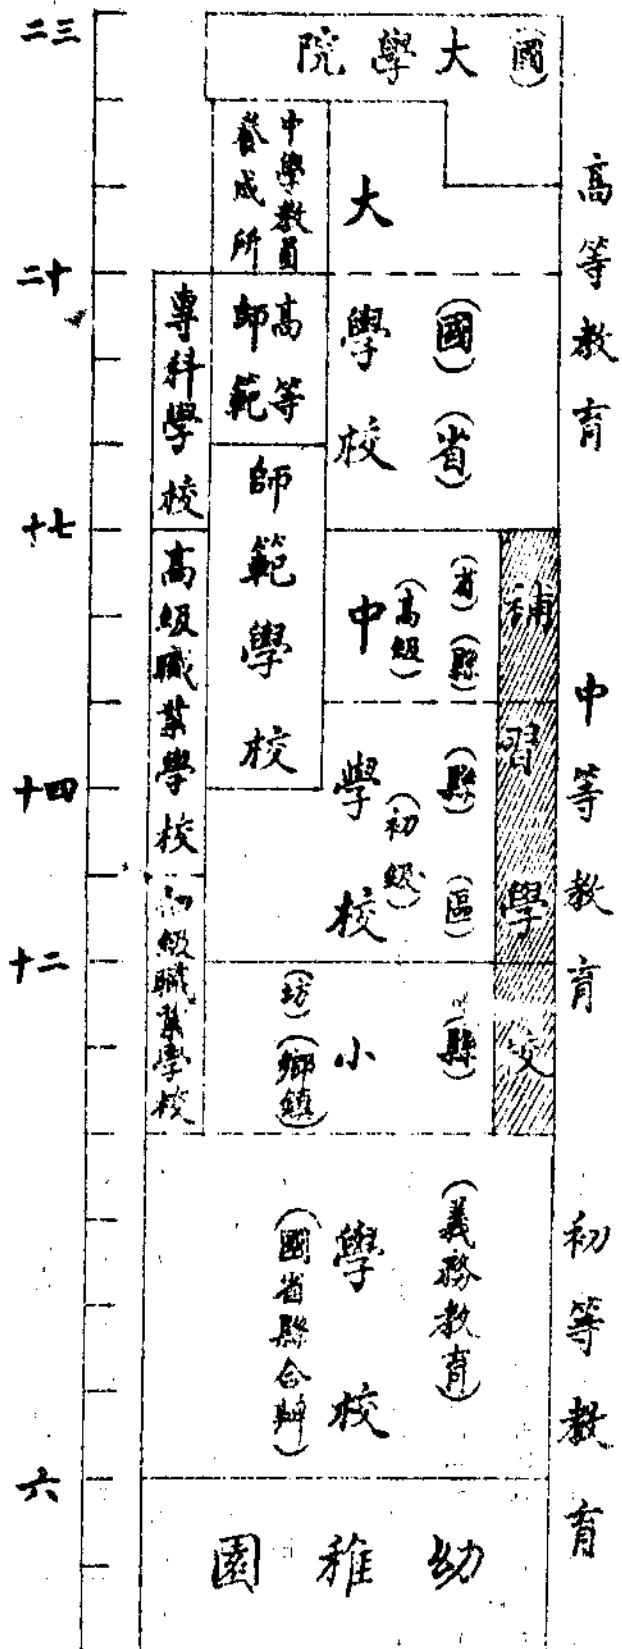 高等教育
中等教育
初等教育
(國)大學院
大學校
(國)(省)
中學教員養成所
高等師範
師範學校
專科學校
高級職業學校
初級職業學校
中學校
(高級)
(省)(縣)
(初級)
(縣)(區)
補習學校
小學校
(縣)
(坊)(鄉鎮)
(義務教育)
(國省縣合辦)
幼稚園
二三
二十
十七
十四
十二
六